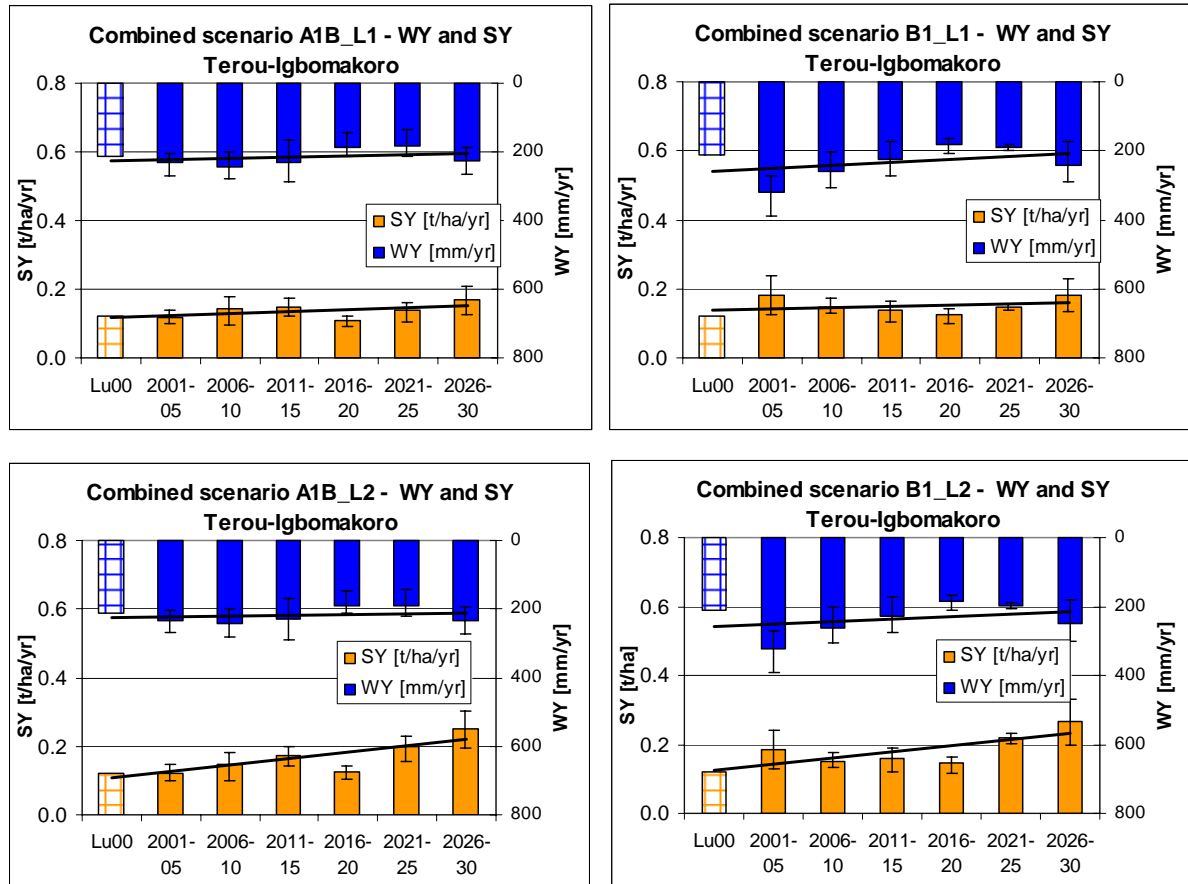 Combined scenario A1B_L1 - WY and SY
Terou-Igbomakoro
0.8
0.6
0.4
0.2
0.0
SY [t/ha/yr]
0
200
400
600
800
WY [mm/yr]
SY [t/ha/yr]
WY [mm/yr]
Lu00 2001- 2006- 2011- 2016- 2021- 2026-
05 10 15 20 25 30
Combined scenario B1_L1 - WY and SY
Terou-Igbomakoro
0.8
0.6
0.4
0.2
0.0
SY [t/ha/yr]
0
200
400
600
800
WY [mm/yr]
SY [t/ha/yr]
WY [mm/yr]
Lu00 2001- 2006- 2011- 2016- 2021- 2026-
05 10 15 20 25 30
Combined scenario A1B_L2 - WY and SY
Terou-Igbomakoro
0.8
0.6
0.4
0.2
0.0
SY [t/ha/yr]
0
200
400
600
800
WY [mm/yr]
SY [t/ha/yr]
WY [mm/yr]
Lu00 2001- 2006- 2011- 2016- 2021- 2026-
05 10 15 20 25 30
Combined scenario B1_L2 - WY and SY
Terou-Igbomakoro
0.8
0.6
0.4
0.2
0.0
SY [t/ha]
0
200
400
600
800
WY [mm/yr]
SY [t/ha/yr]
WY [mm/yr]
Lu00 2001- 2006- 2011- 2016- 2021- 2026-
05 10 15 20 25 30